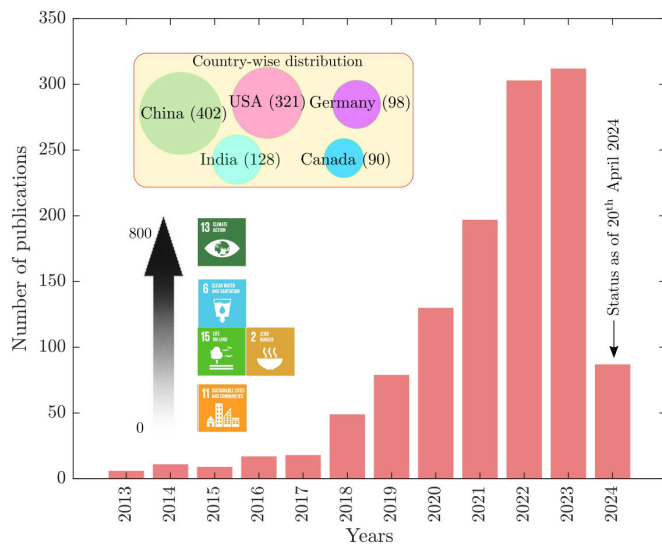 350
300
250
200
150
100
50
0
Number of publications
Country-wise distribution
China (402)
USA (321)
Germany (98)
India (128)
Canada (90)
800
0
13 CLIMATE
ACTION
6 CLEAN WATER
AND SANITATION
15 LIFE
ON LAND
2 ZERO
HUNGER
11 SUSTAINABLE CITIES
AND COMMUNITIES
Status as of 20th April 2024
2013
2014
2015
2016
2017
2018
2019
2020
2021
2022
2023
2024
Years